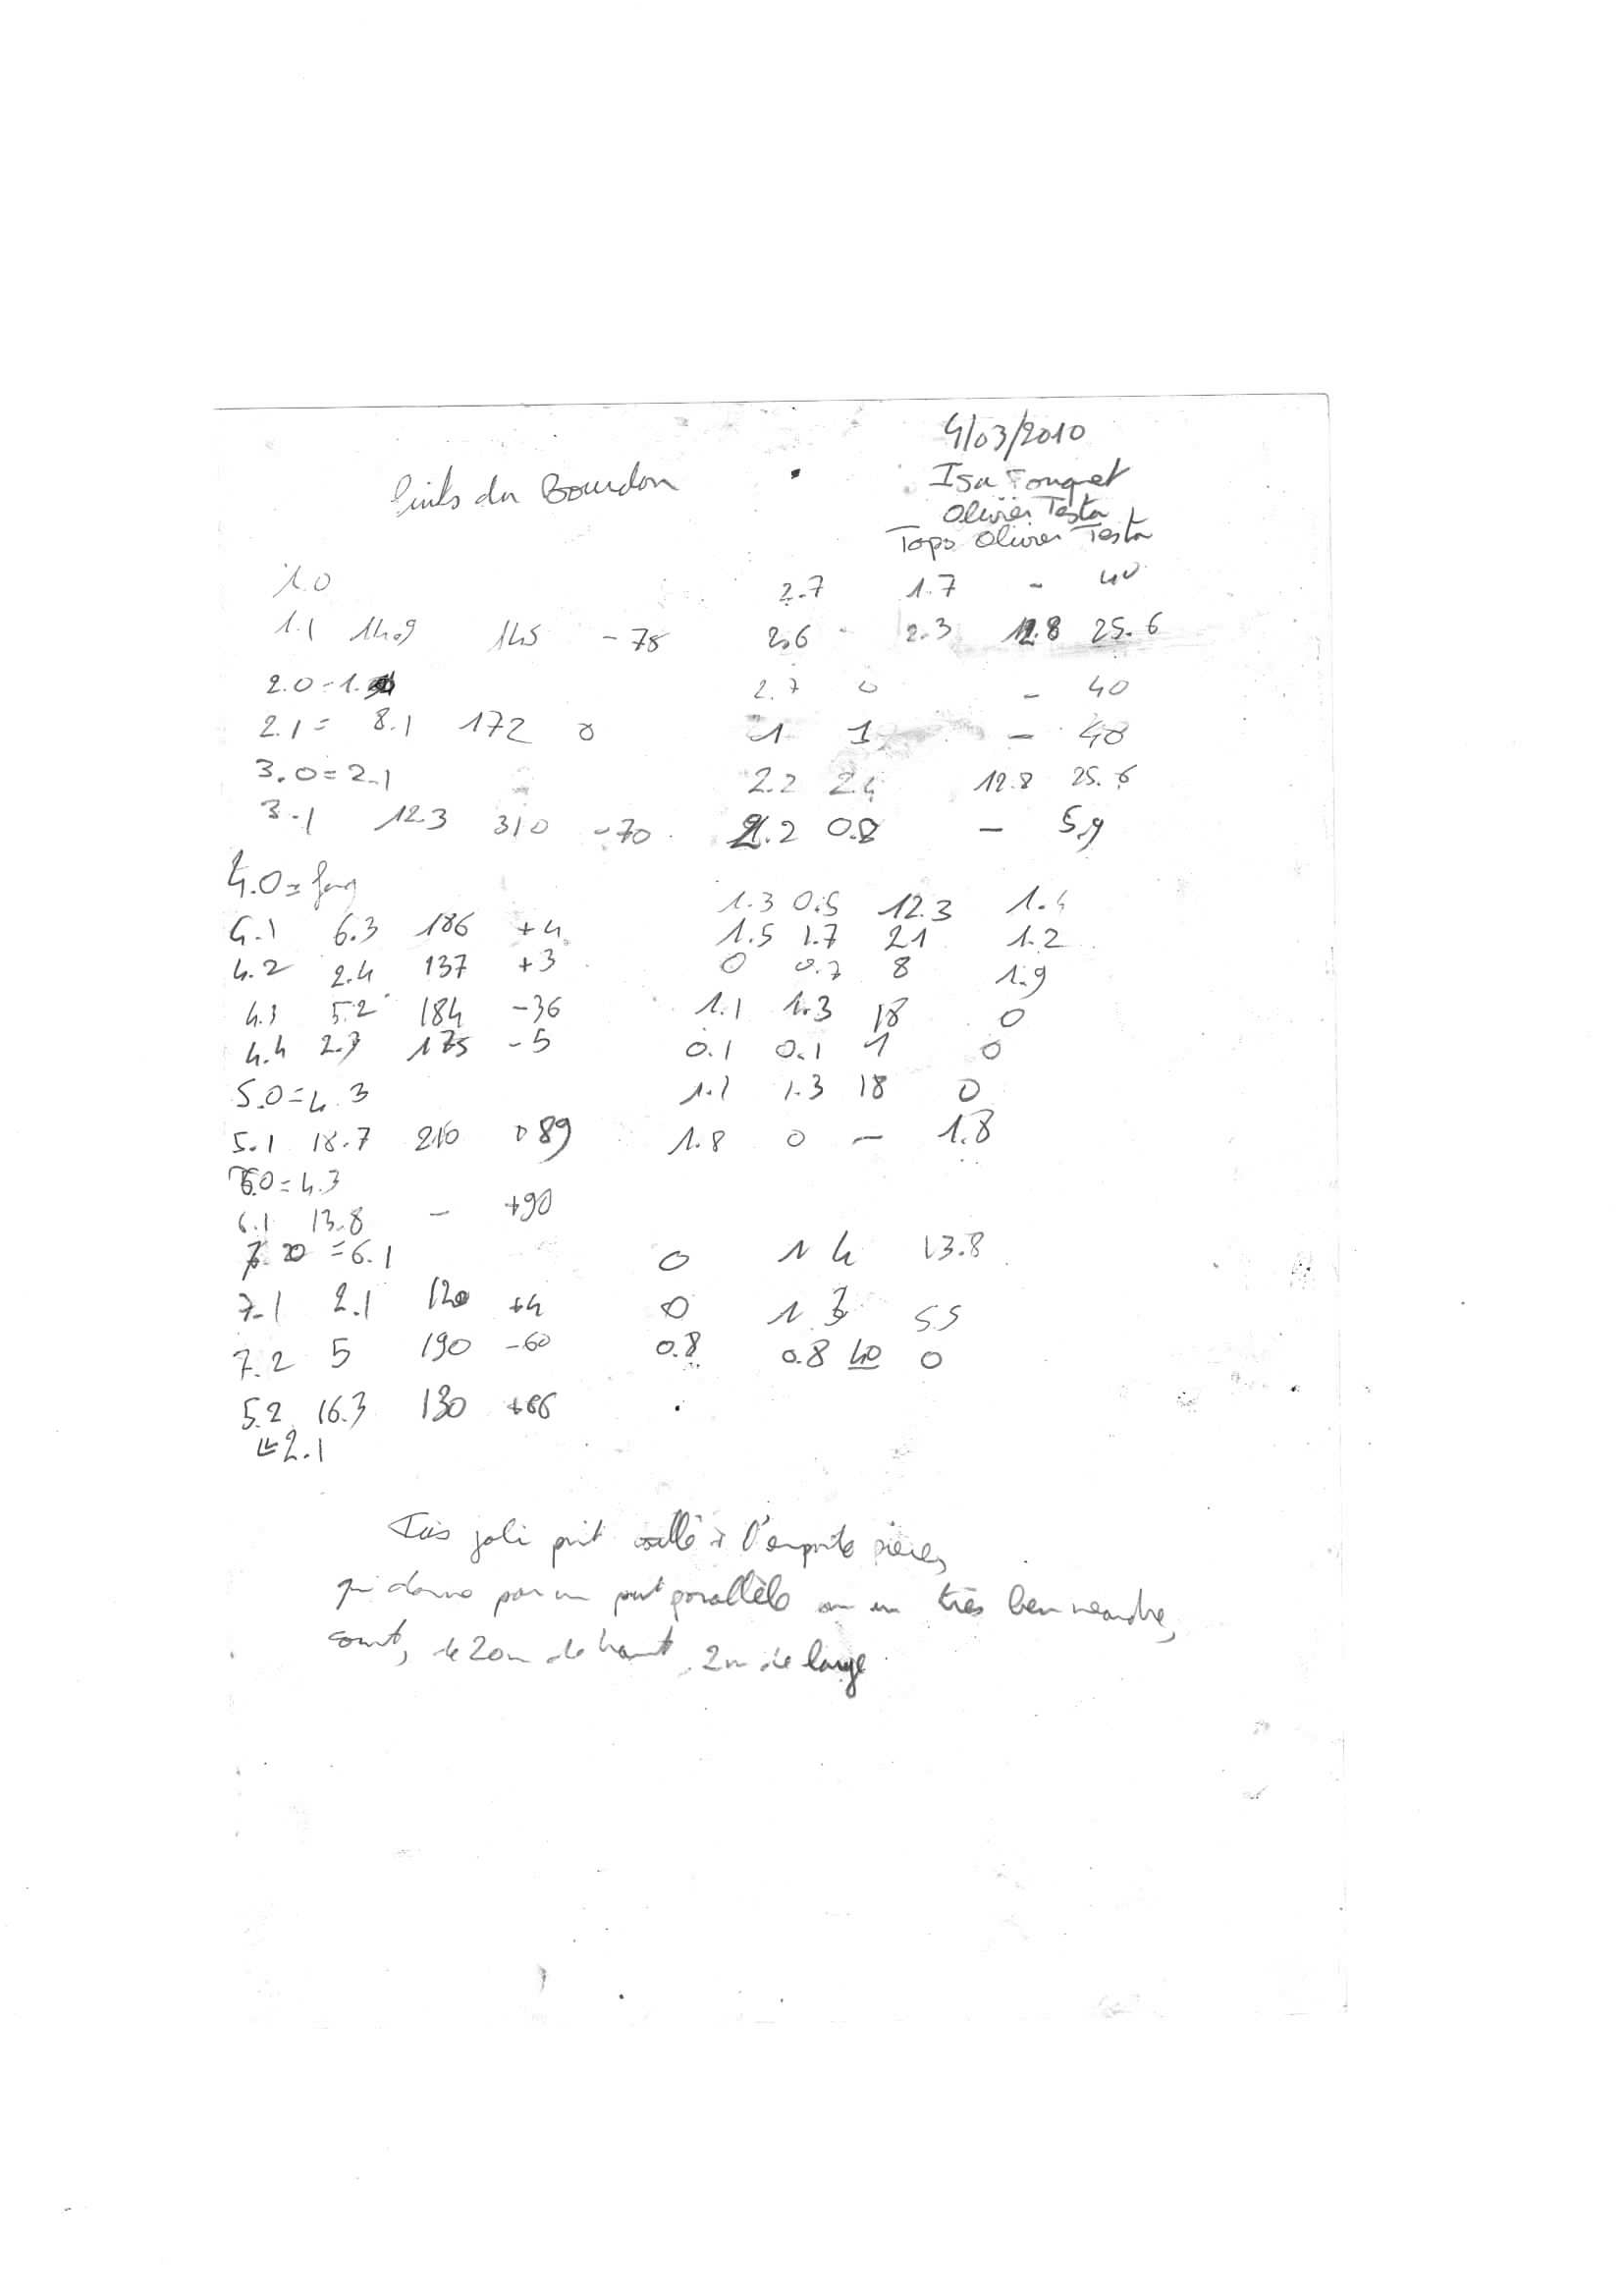 4/03/2010
Puits du Bourdon
Isa Fouquet
Olivier Testa
Topo Olivier Testa
1.0 2.7 1.7 - 40
1.1 14.9 145 -78 2.6 2.3 12.8 25.6
2.0=1.
2.7 0 - 40
2.1= 8.1 172 0 1 1 - 48
3.0=2.1 2.2 2.4 12.8 25.6
3.1 12.3 310 -70 2.2 0.8 - 5.9
4.0=
1.3 0.5 12.3 1.4
4.1 6.3 186 +4 1.5 1.7 21 1.2
4.2 2.4 137 +3 0 0.7 8 1.9
4.3 5.2 184 -36 1.1 1.3 18 0
4.4 2.7 175 -5 0.1 0.1 1 0
5.0=4.3 1.1 1.3 18 0
5.1 18.7 210 89 1.8 0 - 1.8
6.0=4.3
6.1 13.8 - +90
7.0 =6.1 0 1 4 13.8
7.1 2.1 120 +4 0 1 3 5.5
7.2 5 190 -60 0.8 0.8 40 0
5.2 16.3 130 +86
=2.1
Très joli puit taillé à l'emporte pièces,
qui donne par un puit parallèle sur un très beau méandre,
court, de 20m de haut, 2m de large